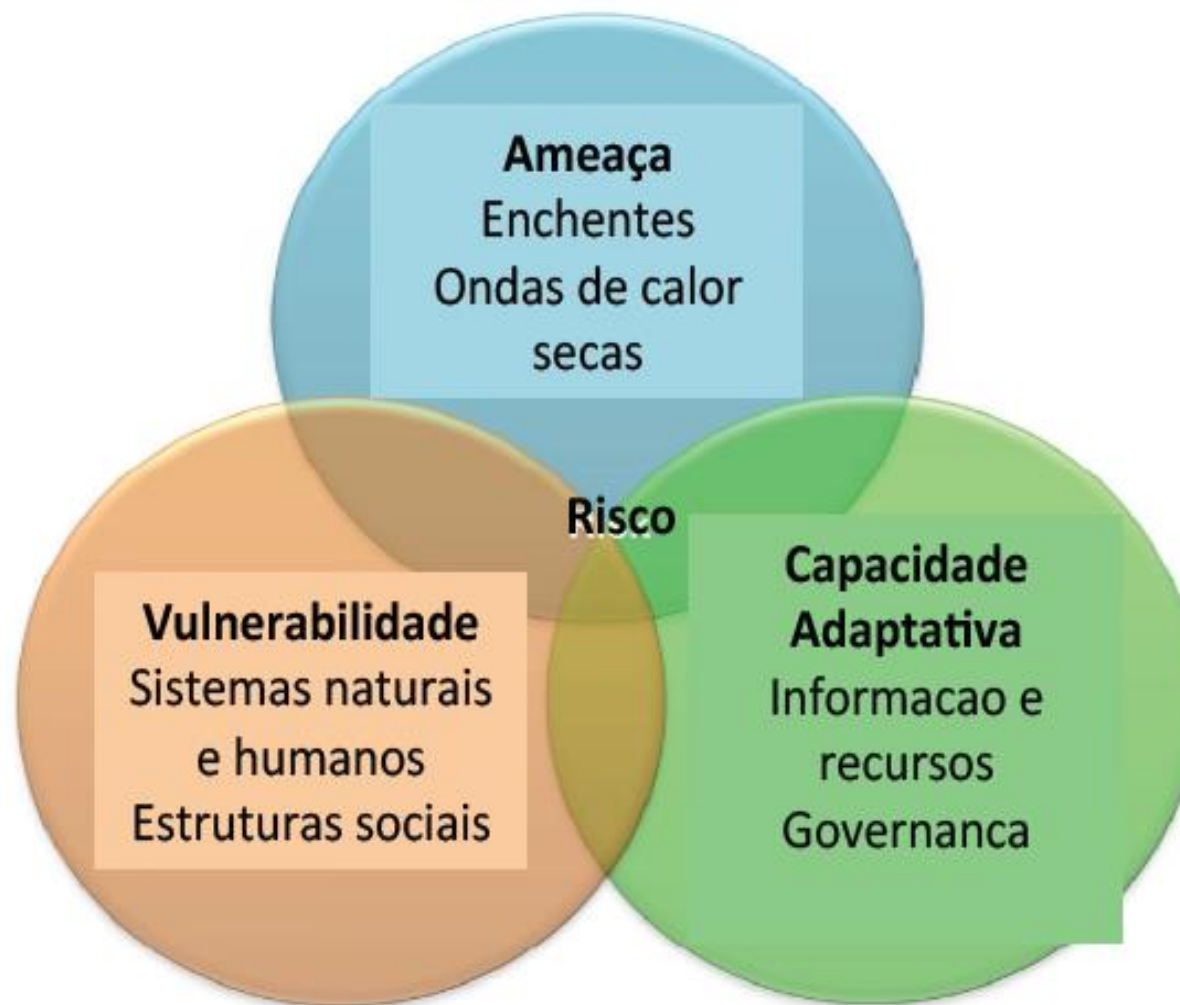 Ameaça
Enchentes
Ondas de calor
secas
Risco
Vulnerabilidade
Sistemas naturais
e humanos
Estruturas sociais
Capacidade
Adaptativa
Informacao e
recursos
Governanca